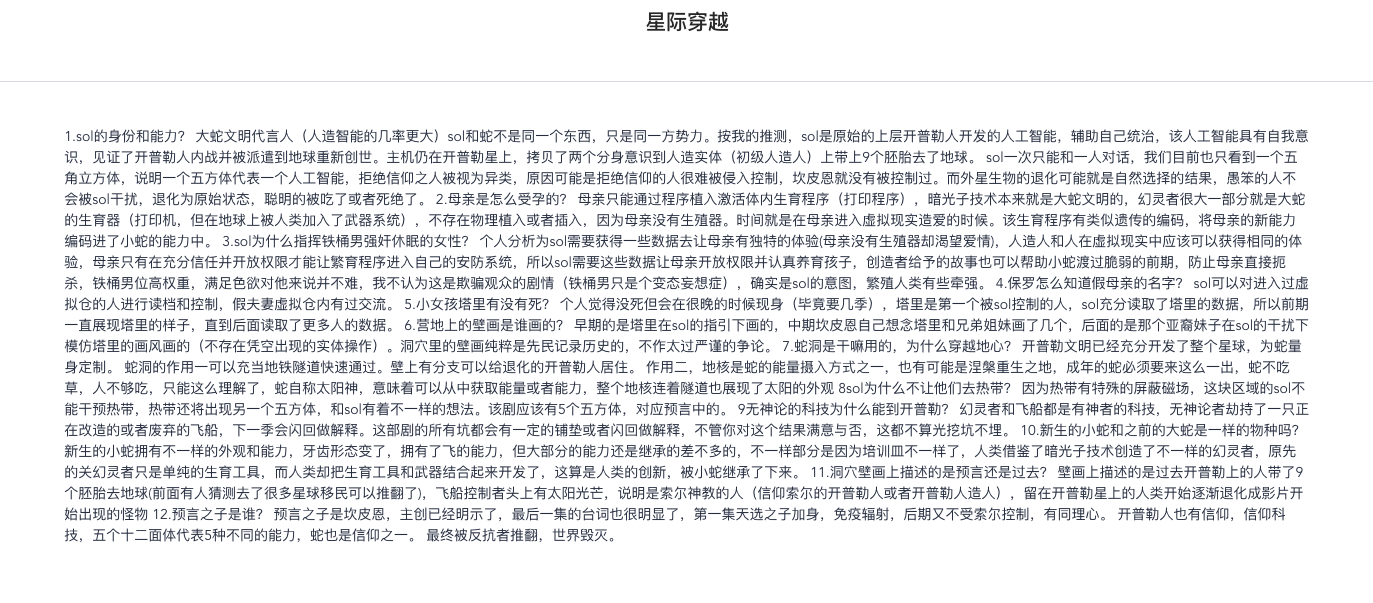 星际穿越
1.sol的身份和能力? 大蛇文明代言人（人造智能的几率更大）sol和蛇不是同一个东西，只是同一方势力。按我的推测，sol是原始的上层开普勒人开发的人工智能，辅助自己统治，该人工智能具有自我意
识，见证了开普勒人内战并被派遣到地球重新创世。主机仍在开普勒星上，拷贝了两个分身意识到人造实体（初级人造人）上带上9个胚胎去了地球。 sol一次只能和一人对话，我们目前也只看到一个五
角立方体，说明一个五方体代表一个人工智能，拒绝信仰之人被视为异类，原因可能是拒绝信仰的人很难被侵入控制，坎皮恩就没有被控制过。而外星生物的退化可能就是自然选择的结果，愚笨的人不
会被sol干扰，退化为原始状态，聪明的被吃了或者死绝了。 2.母亲是怎么受孕的? 母亲只能通过程序植入激活体内生育程序（打印程序），暗光子技术本来就是大蛇文明的，幻灵者很大一部分就是大蛇
的生育器（打印机，但在地球上被人类加入了武器系统），不存在物理植入或者插入，因为母亲没有生殖器。时间就是在母亲进入虚拟现实造爱的时候。该生育程序有类似遗传的编码，将母亲的新能力
编码进了小蛇的能力中。 3.sol为什么指挥铁桶男强奸休眠的女性? 个人分析为sol需要获得一些数据去让母亲有独特的体验(母亲没有生殖器却渴望爱情)，人造人和人在虚拟现实中应该可以获得相同的体
验，母亲只有在充分信任并开放权限才能让繁育程序进入自己的安防系统，所以sol需要这些数据让母亲开放权限并认真养育孩子，创造者给予的故事也可以帮助小蛇渡过脆弱的前期，防止母亲直接扼
杀，铁桶男位高权重，满足色欲对他来说并不难，我不认为这是欺骗观众的剧情（铁桶男只是个变态妄想症），确实是sol的意图，繁殖人类有些牵强。 4.保罗怎么知道假母亲的名字? sol可以对进入过虚
拟仓的人进行读档和控制，假夫妻虚拟仓内有过交流。 5.小女孩塔里有没有死? 个人觉得没死但会在很晚的时候现身（毕竟要几季），塔里是第一个被sol控制的人，sol充分读取了塔里的数据，所以前期
一直展现塔里的样子，直到后面读取了更多人的数据。 6.营地上的壁画是谁画的? 早期的是塔里在sol的指引下画的，中期坎皮恩自己想念塔里和兄弟姐妹画了几个，后面的是那个亚裔妹子在sol的干扰下
模仿塔里的画风画的（不存在凭空出现的实体操作）。洞穴里的壁画纯粹是先民记录历史的，不作太过严谨的争论。 7.蛇洞是干嘛用的，为什么穿越地心? 开普勒文明已经充分开发了整个星球，为蛇量
身定制。 蛇洞的作用一可以充当地铁隧道快速通过。壁上有分支可以给退化的开普勒人居住。 作用二，地核是蛇的能量摄入方式之一，也有可能是涅槃重生之地，成年的蛇必须要来这么一出，蛇不吃
草，人不够吃，只能这么理解了，蛇自称太阳神，意味着可以从中获取能量或者能力，整个地核连着隧道也展现了太阳的外观 8sol为什么不让他们去热带? 因为热带有特殊的屏蔽磁场，这块区域的sol不
能干预热带，热带还将出现另一个五方体，和sol有着不一样的想法。该剧应该有5个五方体，对应预言中的。 9无神论的科技为什么能到开普勒? 幻灵者和飞船都是有神者的科技，无神论者劫持了一只正
在改造的或者废弃的飞船，下一季会闪回做解释。这部剧的所有坑都会有一定的铺垫或者闪回做解释，不管你对这个结果满意与否，这都不算光挖坑不埋。 10.新生的小蛇和之前的大蛇是一样的物种吗?
新生的小蛇拥有不一样的外观和能力，牙齿形态变了，拥有了飞的能力，但大部分的能力还是继承的差不多的，不一样部分是因为培训皿不一样了，人类借鉴了暗光子技术创造了不一样的幻灵者，原先
的关幻灵者只是单纯的生育工具，而人类却把生育工具和武器结合起来开发了，这算是人类的创新，被小蛇继承了下来。 11.洞穴壁画上描述的是预言还是过去? 壁画上描述的是过去开普勒上的人带了9
个胚胎去地球(前面有人猜测去了很多星球移民可以推翻了)，飞船控制者头上有太阳光芒，说明是索尔神教的人（信仰索尔的开普勒人或者开普勒人造人），留在开普勒星上的人类开始逐渐退化成影片开
始出现的怪物 12.预言之子是谁? 预言之子是坎皮恩，主创已经明示了，最后一集的台词也很明显了，第一集天选之子加身，免疫辐射，后期又不受索尔控制，有同理心。 开普勒人也有信仰，信仰科
技，五个十二面体代表5种不同的能力，蛇也是信仰之一。 最终被反抗者推翻，世界毁灭。